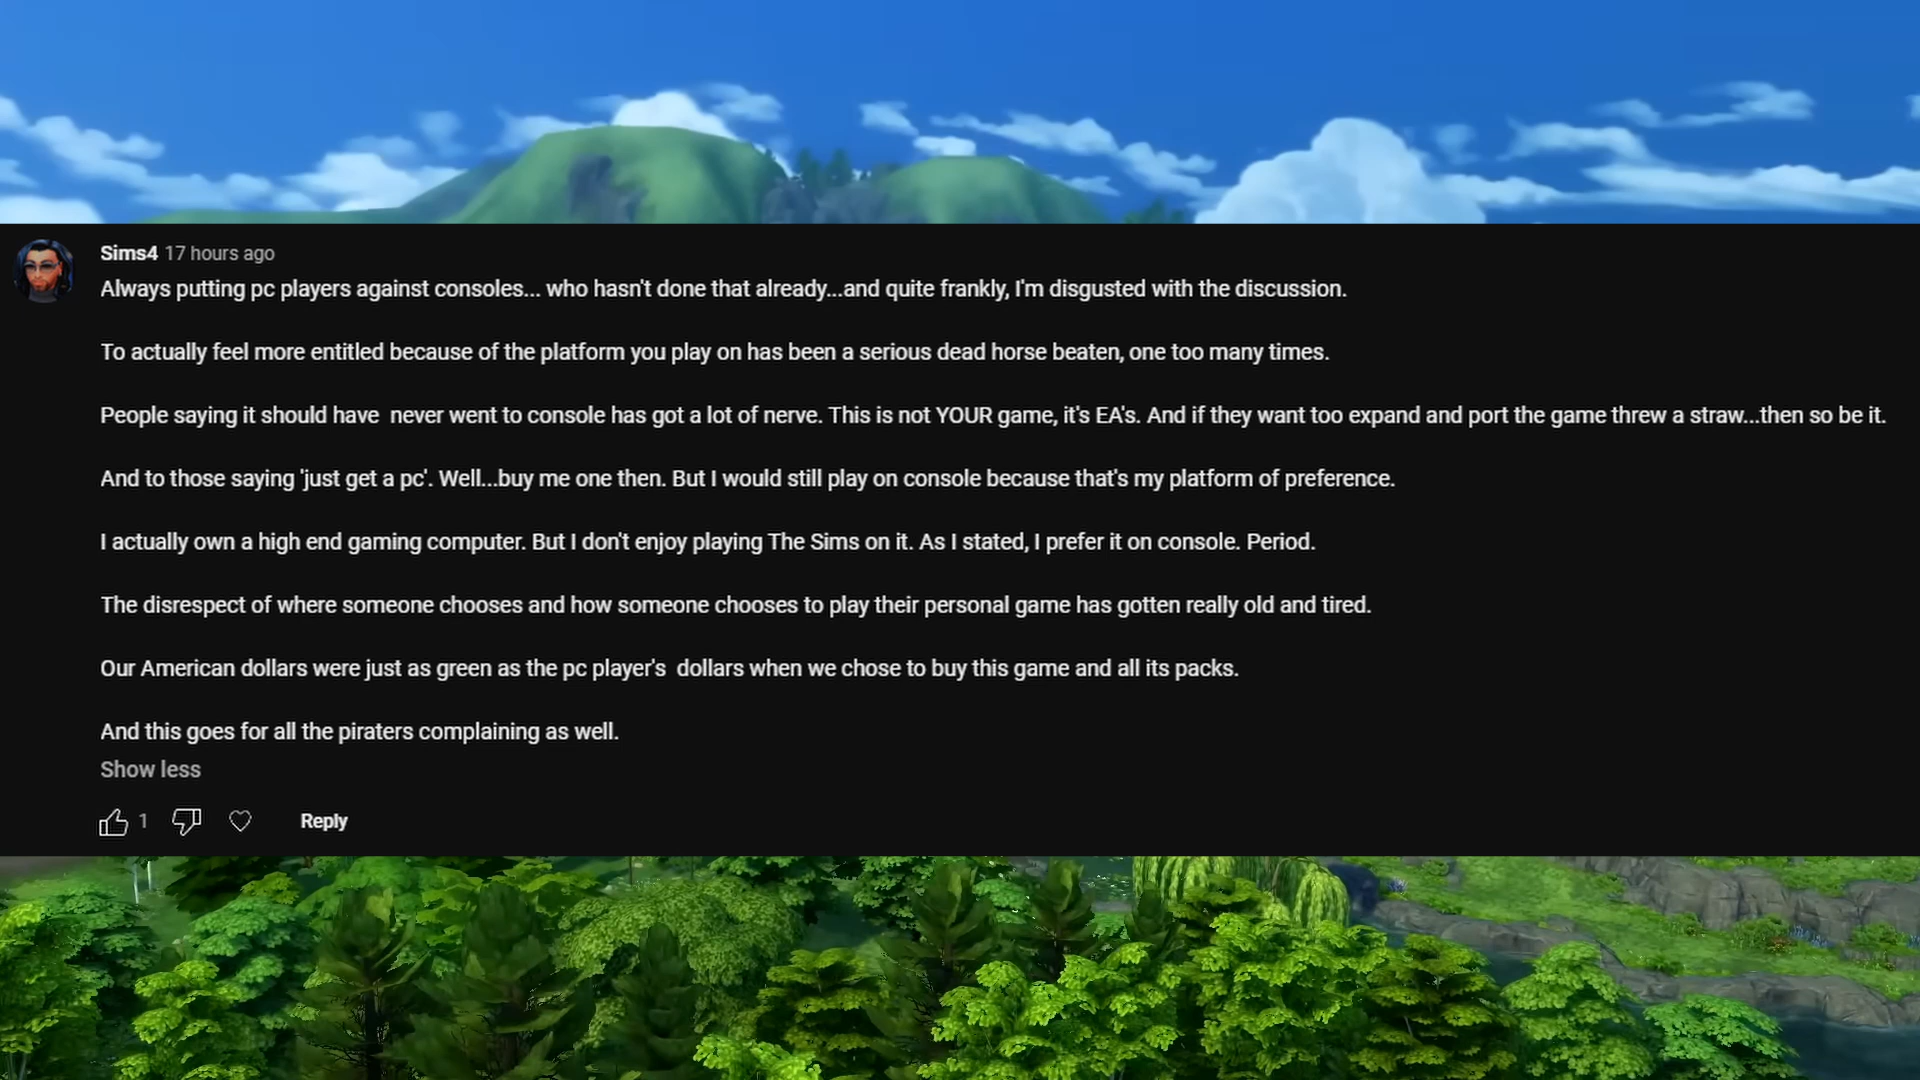 Sims4 17 hours ago
Always putting pc players against consoles... who hasn't done that already...and quite frankly, I'm disgusted with the discussion.
To actually feel more entitled because of the platform you play on has been a serious dead horse beaten, one too many times.
People saying it should have  never went to console has got a lot of nerve. This is not YOUR game, it's EA's. And if they want too expand and port the game threw a straw...then so be it.
And to those saying 'just get a pc'. Well...buy me one then. But I would still play on console because that's my platform of preference.
I actually own a high end gaming computer. But I don't enjoy playing The Sims on it. As I stated, I prefer it on console. Period.
The disrespect of where someone chooses and how someone chooses to play their personal game has gotten really old and tired.
Our American dollars were just as green as the pc player's  dollars when we chose to buy this game and all its packs.
And this goes for all the piraters complaining as well.
Show less
1 Reply